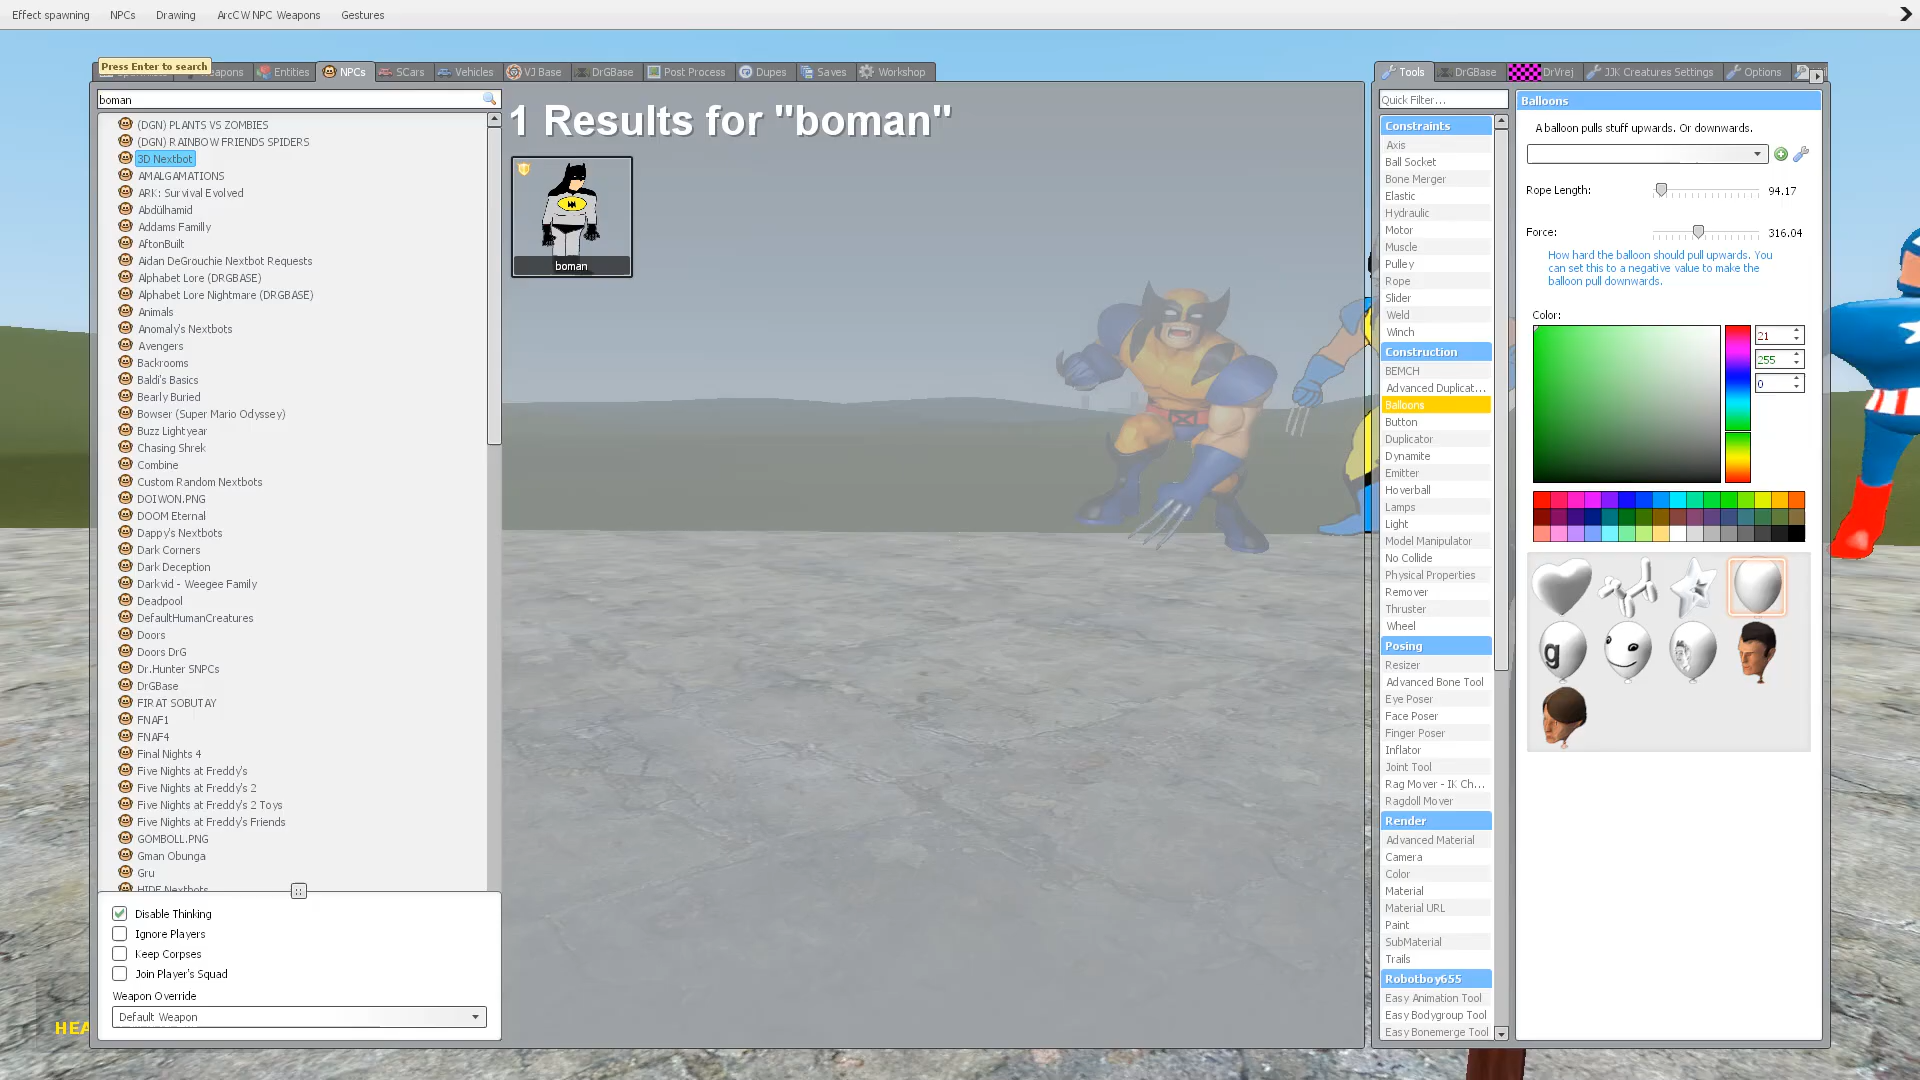 Effect spawning
NPCs
Drawing
ArcCW NPC Weapons
Gestures
Press Enter to search
Weapons
Entities
NPCs
SCars
Vehicles
VJ Base
DrGBase
Post Process
Dupes
Saves
Workshop
boman
(DGN) PLANTS VS ZOMBIES
(DGN) RAINBOW FRIENDS SPIDERS
3D Nextbot
AMALGAMATIONS
ARK: Survival Evolved
Abdülhamid
Addams Familly
AftonBuilt
Aidan DeGrouchie Nextbot Requests
Alphabet Lore (DRGBASE)
Alphabet Lore Nightmare (DRGBASE)
Animals
Anomaly's Nextbots
Avengers
Backrooms
Baldi's Basics
Bearly Buried
Bowser (Super Mario Odyssey)
Buzz Lightyear
Chasing Shrek
Combine
Custom Random Nextbots
DOIWON.PNG
DOOM Eternal
Dappy's Nextbots
Dark Corners
Dark Deception
Darkvid - Weegee Family
Deadpool
DefaultHumanCreatures
Doors
Doors DrG
Dr.Hunter SNPCs
DrGBase
FIRAT SOBUTAY
FNAF1
FNAF4
Final Nights 4
Five Nights at Freddy's
Five Nights at Freddy's 2
Five Nights at Freddy's 2 Toys
Five Nights at Freddy's Friends
GOMBOLL.PNG
Gman Obunga
Gru
HIDE Nextbots
Disable Thinking
Ignore Players
Keep Corpses
Join Player's Squad
Weapon Override
Default Weapon
HEA
1 Results for "boman"
boman
Tools
DrGBase
DrVrej
JJK Creatures Settings
Options
Quick Filter...
Constraints
Axis
Ball Socket
Bone Merger
Elastic
Hydraulic
Motor
Muscle
Pulley
Rope
Slider
Weld
Winch
Construction
BEMCH
Advanced Duplicat...
Balloons
Button
Duplicator
Dynamite
Emitter
Hoverball
Lamps
Light
Model Manipulator
No Collide
Physical Properties
Remover
Thruster
Wheel
Posing
Resizer
Advanced Bone Tool
Eye Poser
Face Poser
Finger Poser
Inflator
Joint Tool
Rag Mover - IK Ch...
Ragdoll Mover
Render
Advanced Material
Camera
Color
Material
Material URL
Paint
SubMaterial
Trails
Robotboy655
Easy Animation Tool
Easy Bodygroup Tool
Easy Bonemerge Tool
Balloons
A balloon pulls stuff upwards. Or downwards.
Rope Length: 94.17
Force: 316.04
How hard the balloon should pull upwards. You
can set this to a negative value to make the
balloon pull downwards.
Color:
21
255
0
g